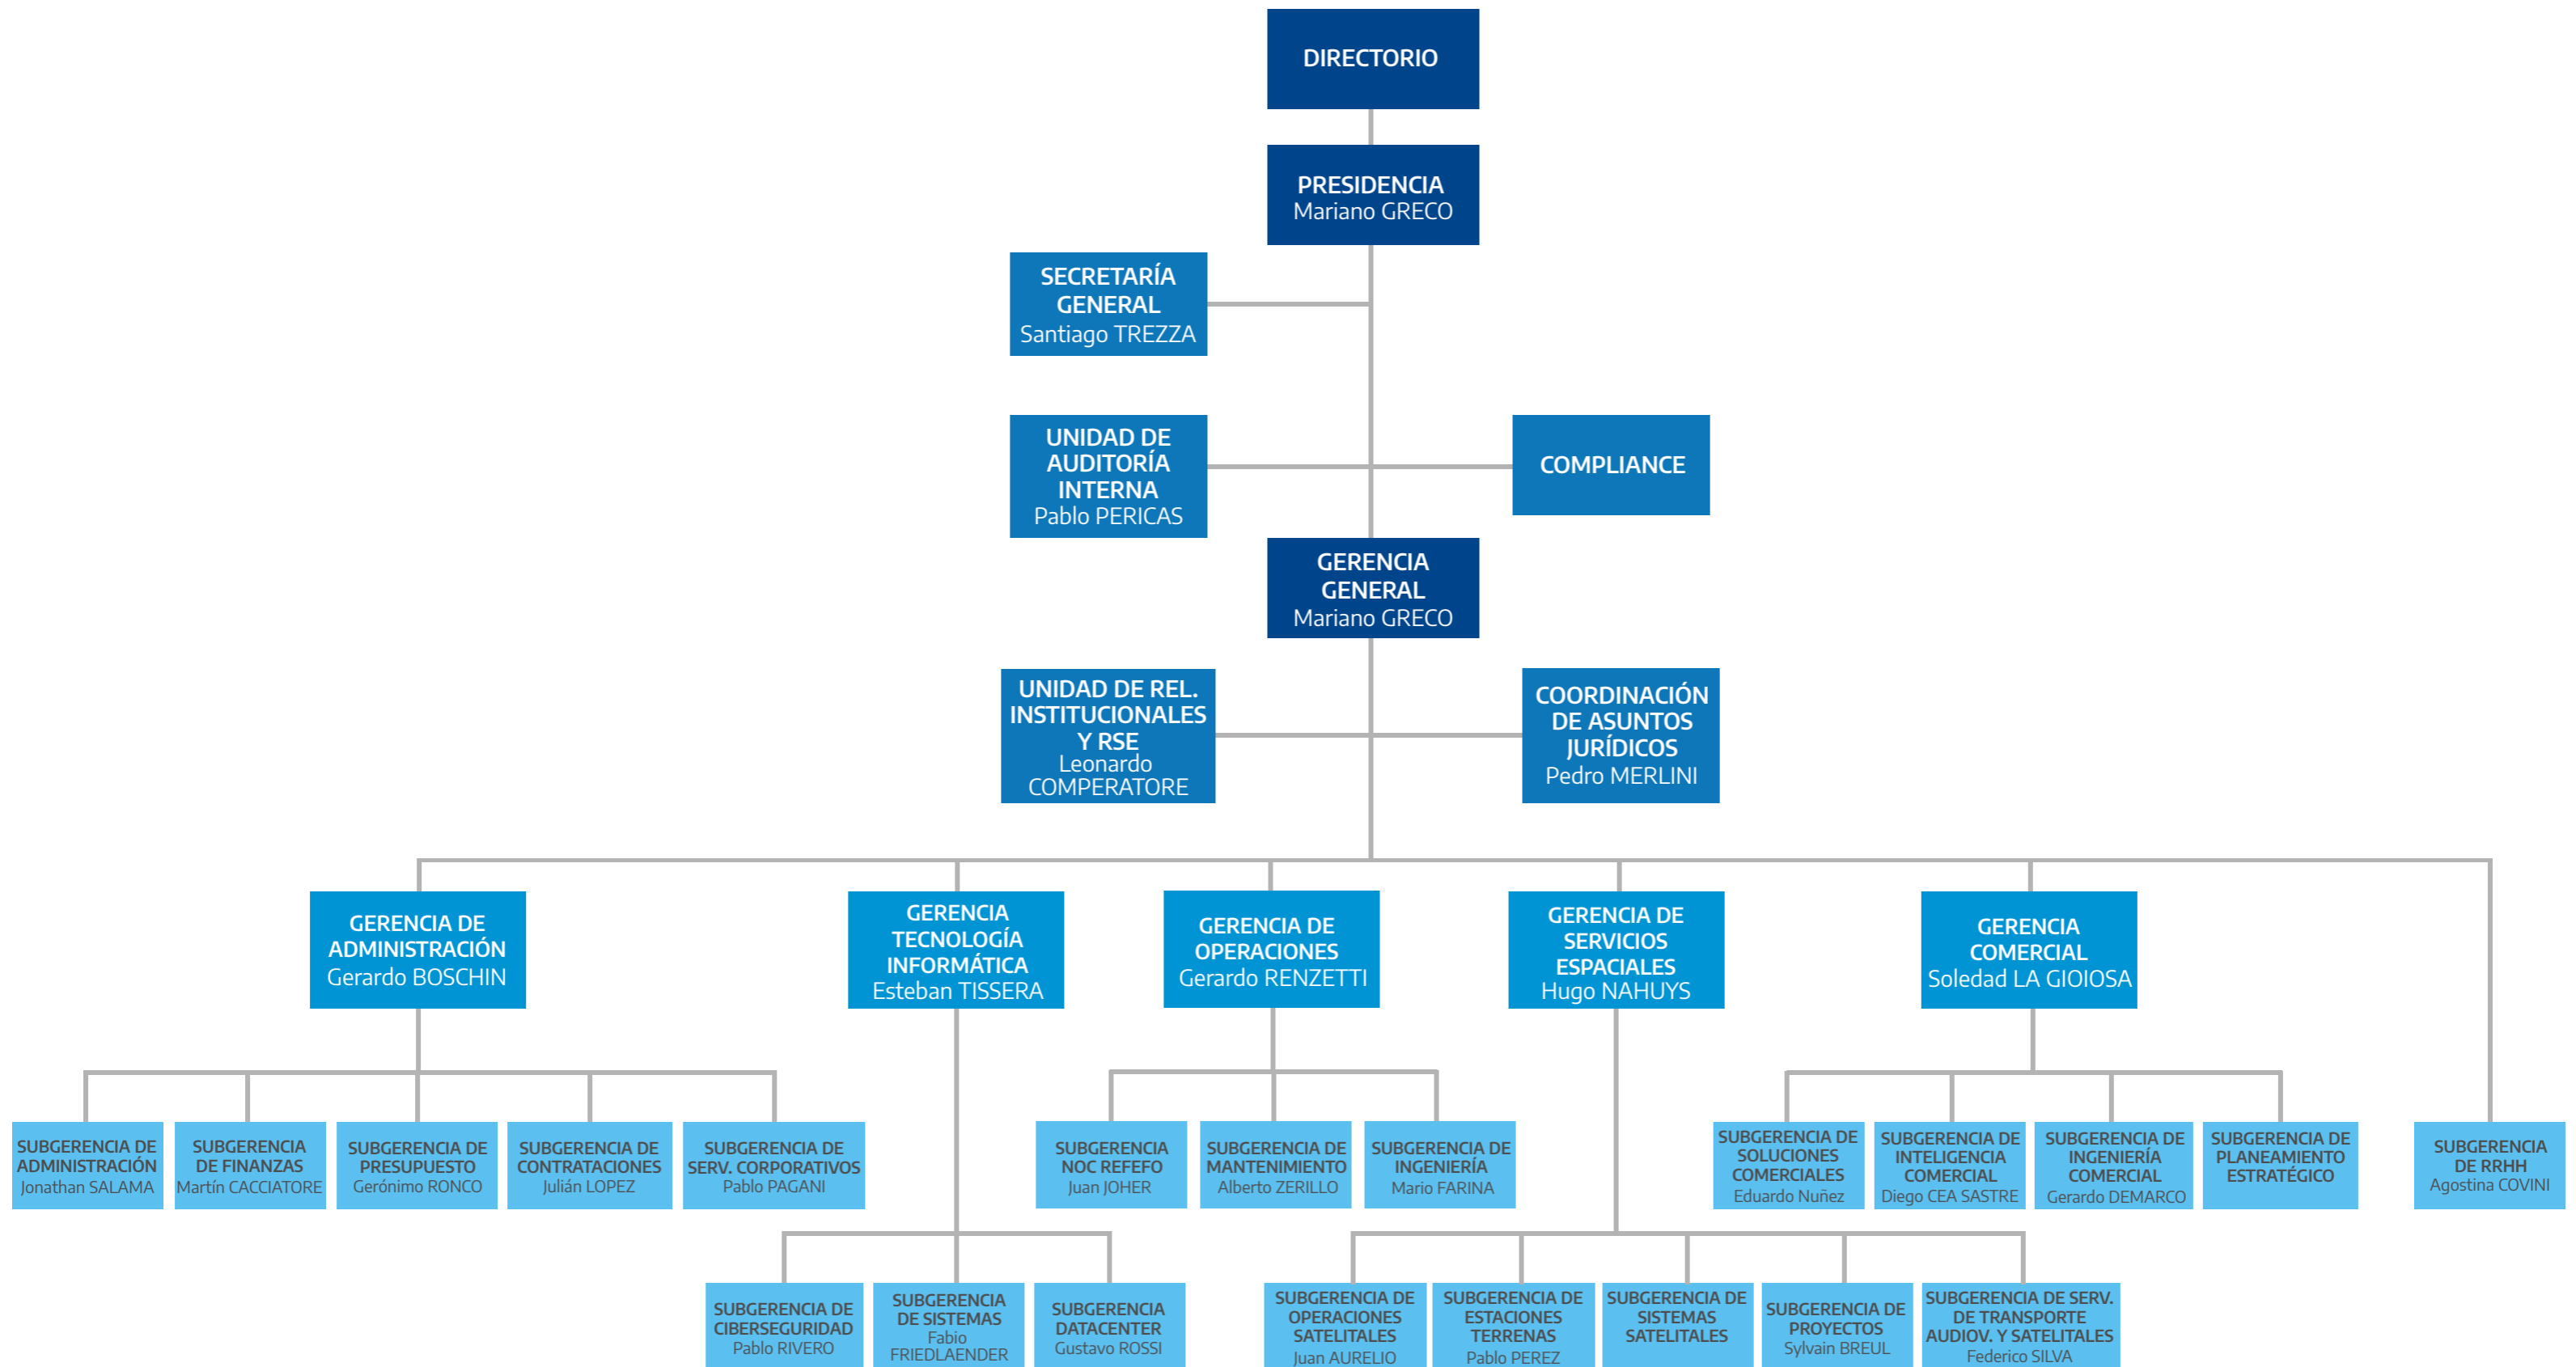 DIRECTORIO
PRESIDENCIA
Mariano GRECO
SECRETARÍA
GENERAL
Santiago TREZZA
UNIDAD DE
AUDITORÍA
INTERNA
Pablo PERICAS
COMPLIANCE
GERENCIA
GENERAL
Mariano GRECO
UNIDAD DE REL.
INSTITUCIONALES
Y RSE
Leonardo
COMPERATORE
COORDINACIÓN
DE ASUNTOS
JURÍDICOS
Pedro MERLINI
GERENCIA DE
ADMINISTRACIÓN
Gerardo BOSCHIN
GERENCIA
TECNOLOGÍA
INFORMÁTICA
Esteban TISSERA
GERENCIA DE
OPERACIONES
Gerardo RENZETTI
GERENCIA DE
SERVICIOS
ESPACIALES
Hugo NAHUYS
GERENCIA
COMERCIAL
Soledad LA GIOIOSA
SUBGERENCIA DE
ADMINISTRACIÓN
Jonathan SALAMA
SUBGERENCIA
DE FINANZAS
Martín CACCIATORE
SUBGERENCIA DE
PRESUPUESTO
Gerónimo RONCO
SUBGERENCIA DE
CONTRATACIONES
Julián LOPEZ
SUBGERENCIA DE
SERV. CORPORATIVOS
Pablo PAGANI
SUBGERENCIA
NOC REFEFO
Juan JOHER
SUBGERENCIA DE
MANTENIMIENTO
Alberto ZERILLO
SUBGERENCIA DE
INGENIERÍA
Mario FARINA
SUBGERENCIA DE
SOLUCIONES
COMERCIALES
Eduardo Nuñez
SUBGERENCIA DE
INTELIGENCIA
COMERCIAL
Diego CEA SASTRE
SUBGERENCIA DE
INGENIERÍA
COMERCIAL
Gerardo DEMARCO
SUBGERENCIA DE
PLANEAMIENTO
ESTRATÉGICO
SUBGERENCIA
DE RRHH
Agostina COVINI
SUBGERENCIA DE
CIBERSEGURIDAD
Pablo RIVERO
SUBGERENCIA
DE SISTEMAS
Fabio
FRIEDLAENDER
SUBGERENCIA
DATACENTER
Gustavo ROSSI
SUBGERENCIA DE
OPERACIONES
SATELITALES
Juan AURELIO
SUBGERENCIA DE
ESTACIONES
TERRENAS
Pablo PEREZ
SUBGERENCIA DE
SISTEMAS
SATELITALES
SUBGERENCIA DE
PROYECTOS
Sylvain BREUL
SUBGERENCIA DE SERV.
DE TRANSPORTE
AUDIOV. Y SATELITALES
Federico SILVA